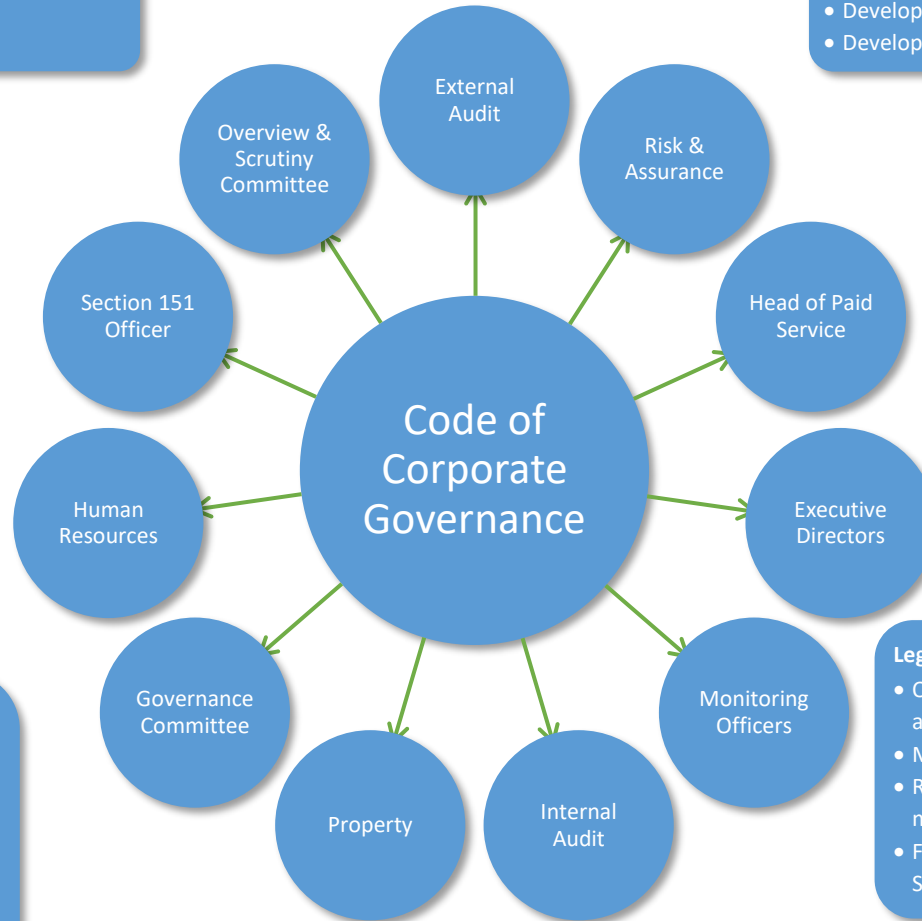 • Develop
• Develop
External
Audit
Overview &
Scrutiny
Committee
Risk &
Assurance
Section 151
Officer
Head of Paid
Service
Code of
Corporate
Governance
Human
Resources
Executive
Directors
Governance
Committee
Monitoring
Officers
Property
Internal
Audit
Leg
• C
a
• M
• R
m
• F
S